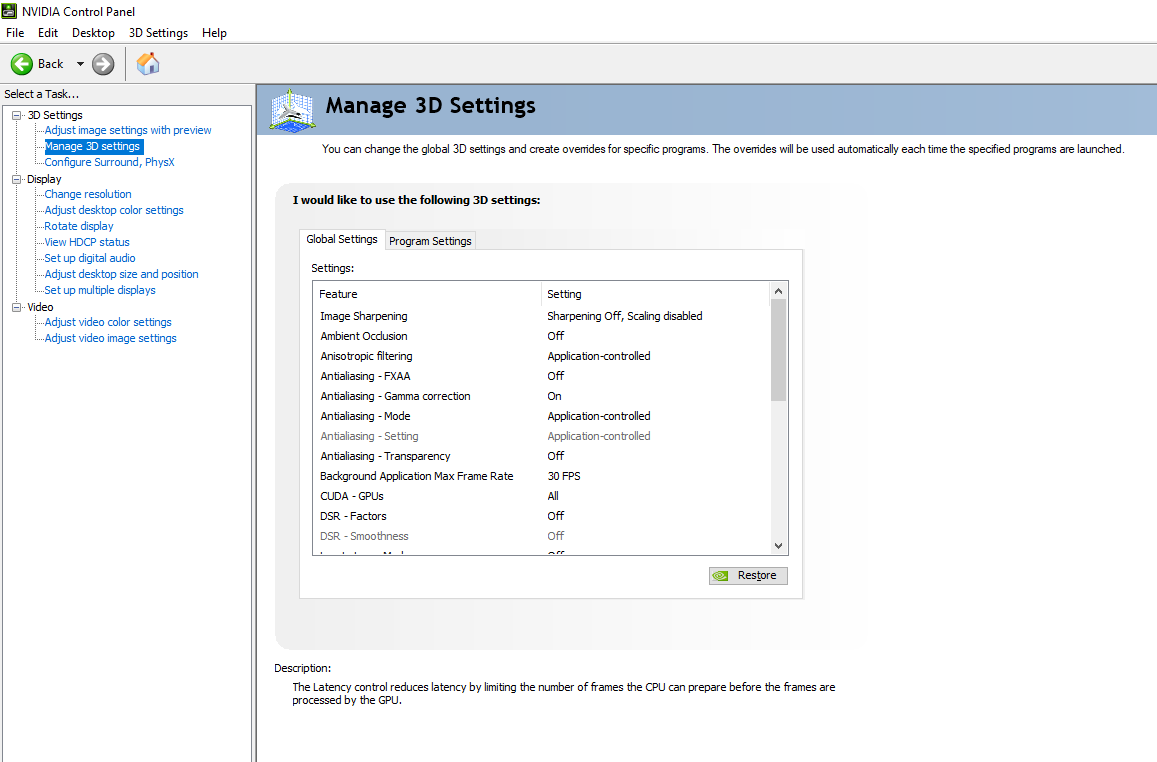 NVIDIA Control Panel
File Edit Desktop 3D Settings Help
Back
Select a Task...
3D Settings
Adjust image settings with preview
Manage 3D settings
Configure Surround, PhysX
Display
Change resolution
Adjust desktop color settings
Rotate display
View HDCP status
Set up digital audio
Adjust desktop size and position
Set up multiple displays
Video
Adjust video color settings
Adjust video image settings
Manage 3D Settings
You can change the global 3D settings and create overrides for specific programs. The overrides will be used automatically each time the specified programs are launched.
I would like to use the following 3D settings:
Global Settings Program Settings
Settings:
Feature Setting
Image Sharpening Sharpening Off, Scaling disabled
Ambient Occlusion Off
Anisotropic filtering Application-controlled
Antialiasing - FXAA Off
Antialiasing - Gamma correction On
Antialiasing - Mode Application-controlled
Antialiasing - Setting Application-controlled
Antialiasing - Transparency Off
Background Application Max Frame Rate 30 FPS
CUDA - GPUs All
DSR - Factors Off
DSR - Smoothness Off
Restore
Description:
The Latency control reduces latency by limiting the number of frames the CPU can prepare before the frames are
processed by the GPU.